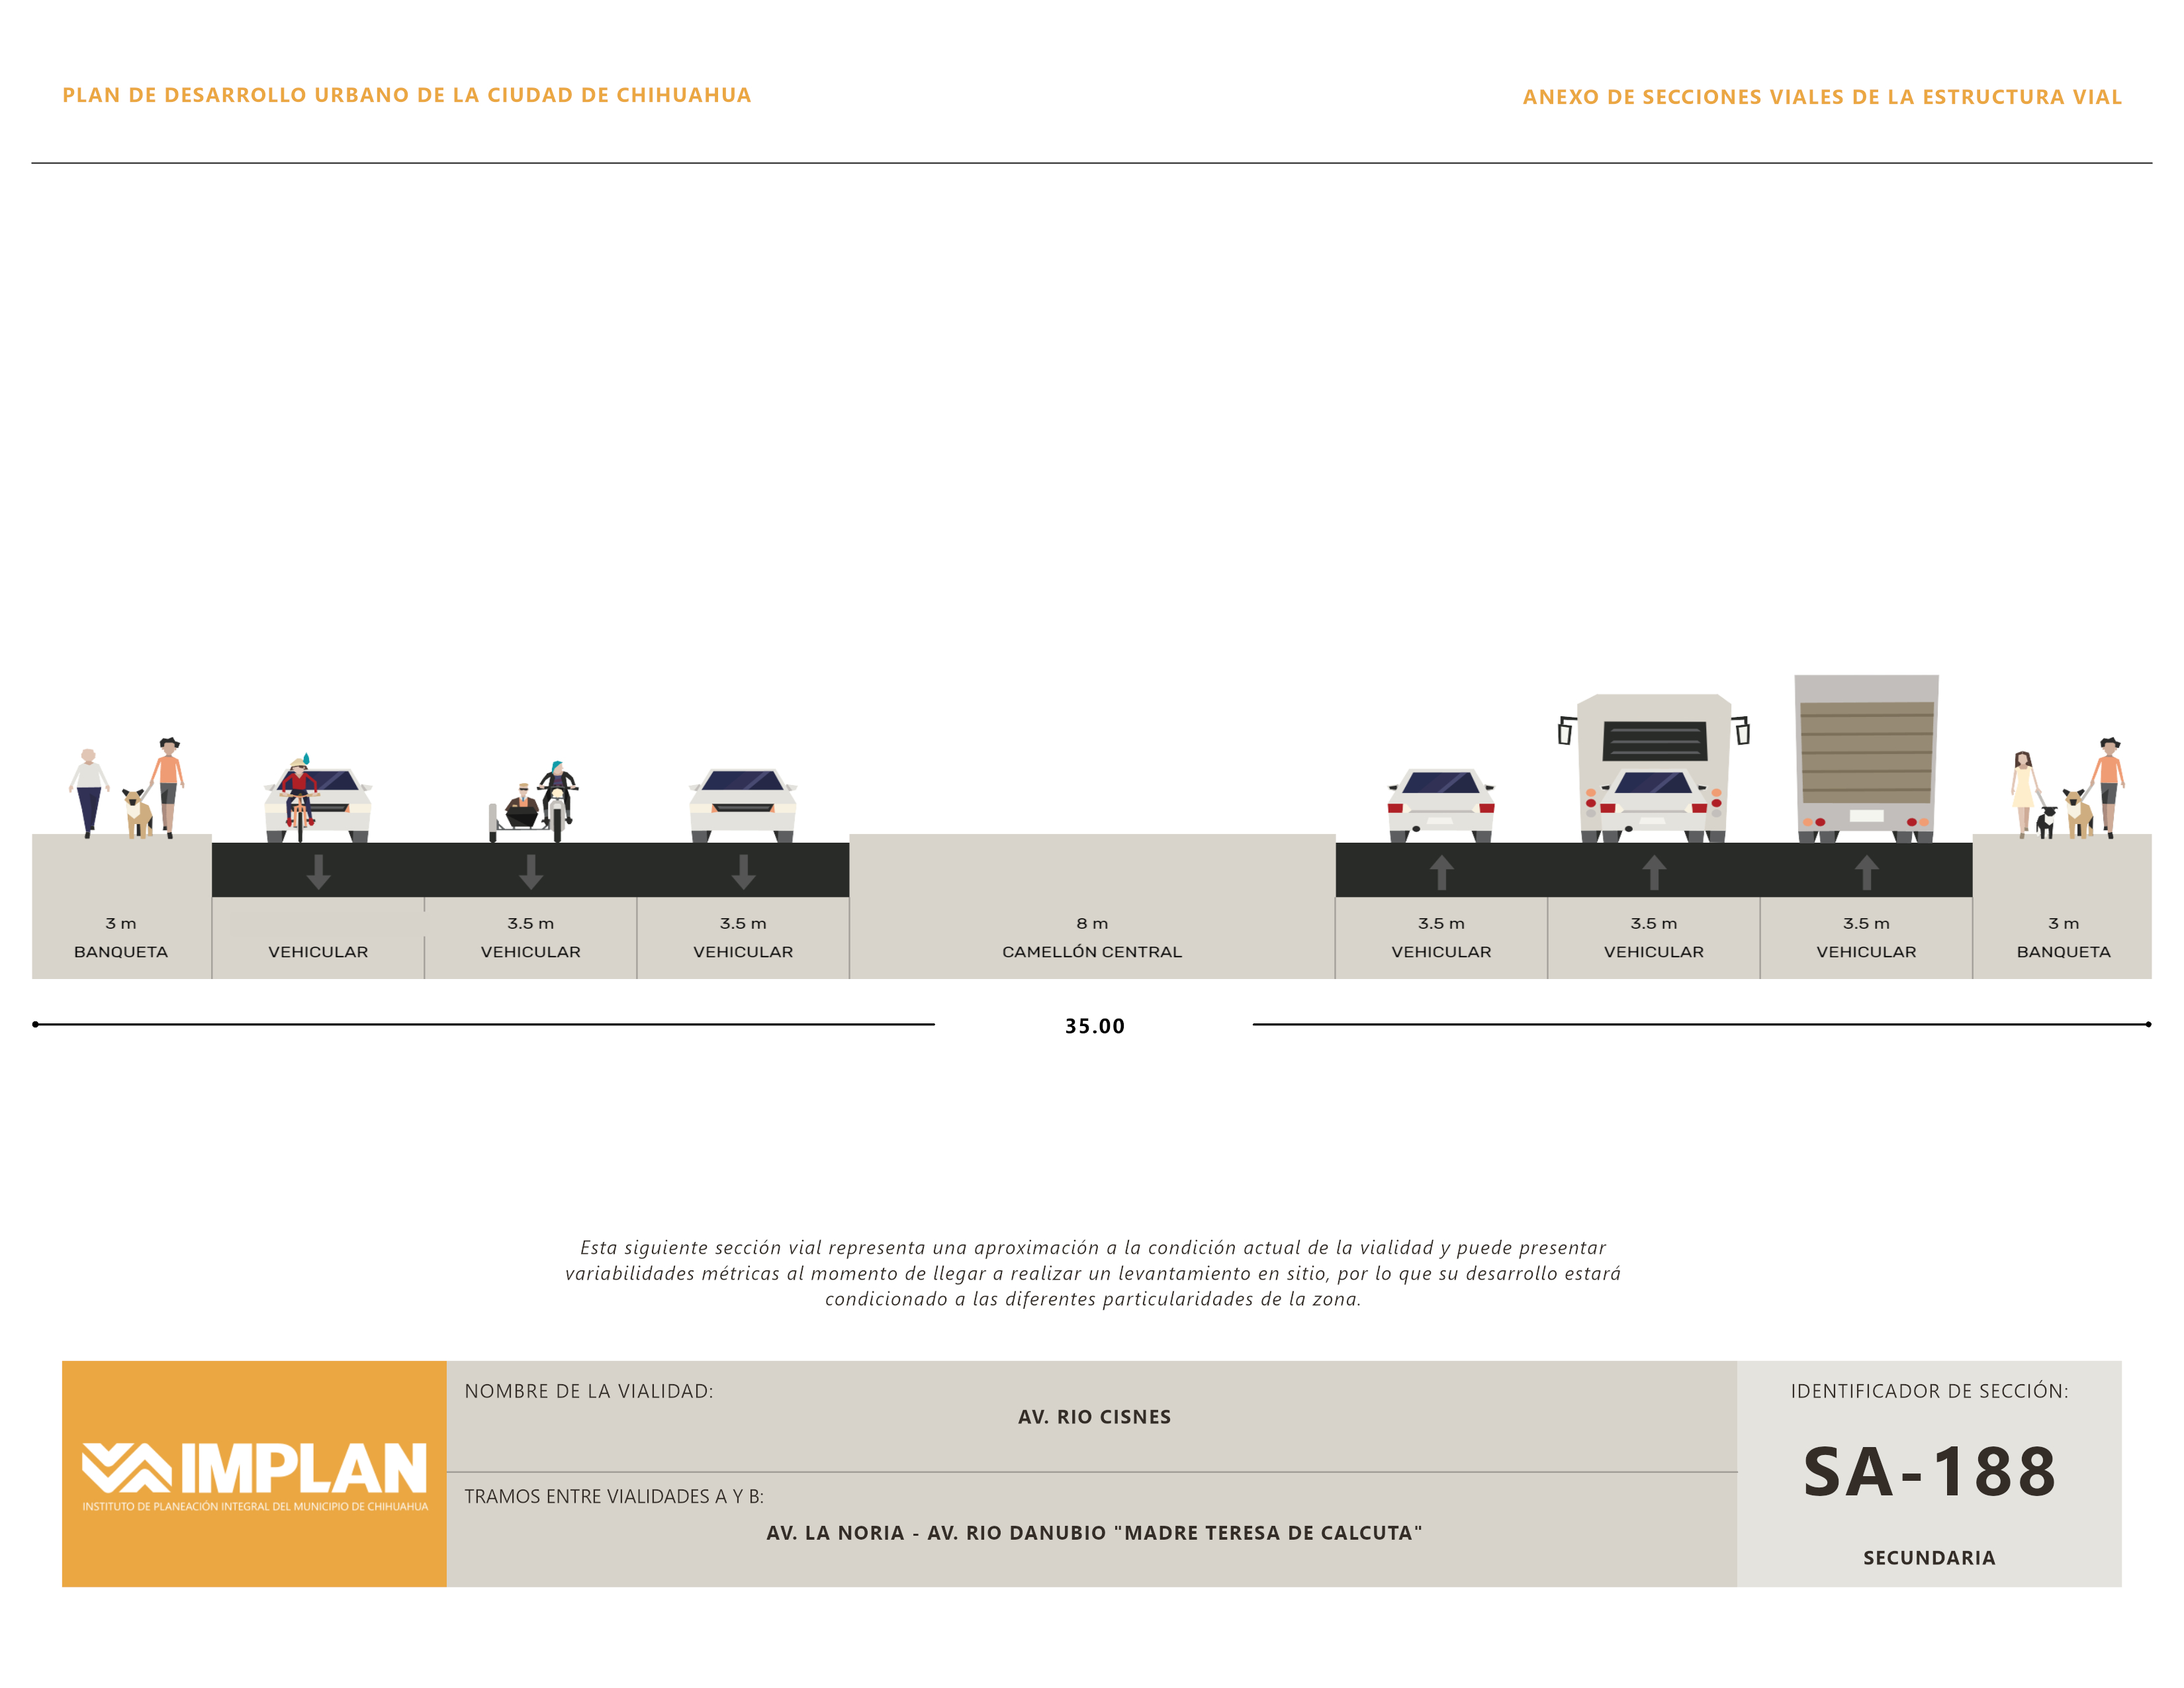 PLAN DE DESARROLLO URBANO DE LA CIUDAD DE CHIHUAHUA
ANEXO DE SECCIONES VIALES DE LA ESTRUCTURA VIAL
3 m
BANQUETA
VEHICULAR
3.5 m
VEHICULAR
3.5 m
VEHICULAR
8 m
CAMELLÓN CENTRAL
3.5 m
VEHICULAR
3.5 m
VEHICULAR
3.5 m
VEHICULAR
3 m
BANQUETA
35.00
Esta siguiente sección vial representa una aproximación a la condición actual de la vialidad y puede presentar
variabilidades métricas al momento de llegar a realizar un levantamiento en sitio, por lo que su desarrollo estará
condicionado a las diferentes particularidades de la zona.
IMPLAN
INSTITUTO DE PLANEACIÓN INTEGRAL DEL MUNICIPIO DE CHIHUAHUA
NOMBRE DE LA VIALIDAD:
AV. RIO CISNES
TRAMOS ENTRE VIALIDADES A Y B:
AV. LA NORIA - AV. RIO DANUBIO "MADRE TERESA DE CALCUTA"
IDENTIFICADOR DE SECCIÓN:
SA-188
SECUNDARIA